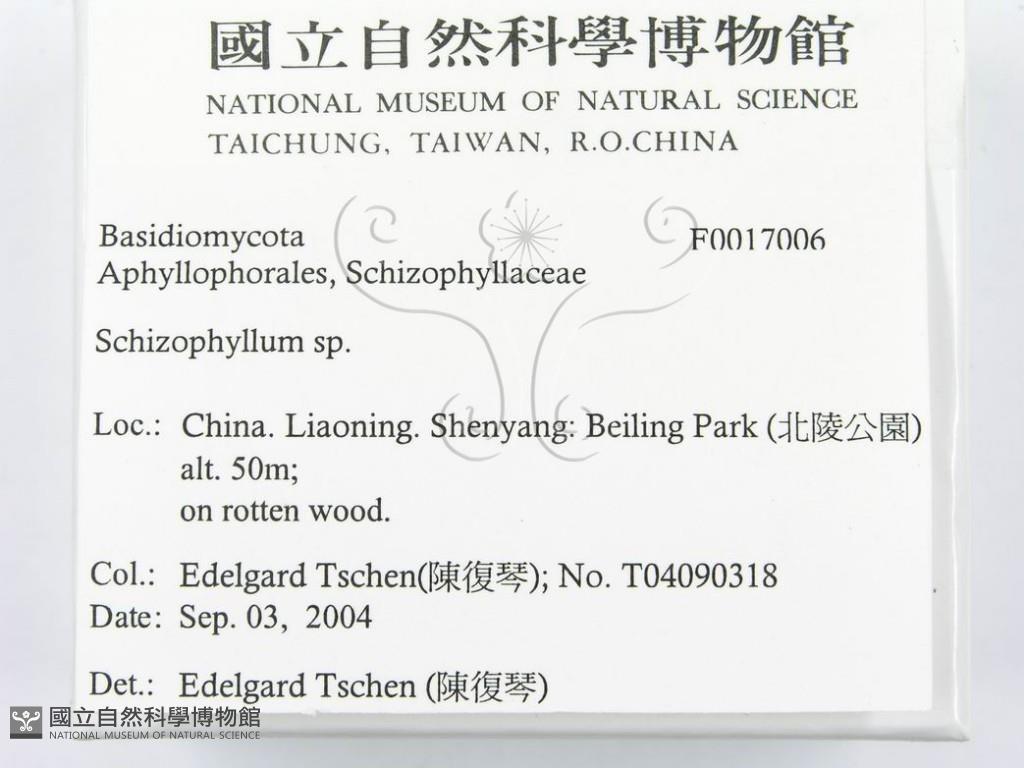 國立自然科學博物館
NATIONAL MUSEUM OF NATURAL SCIENCE
TAICHUNG, TAIWAN, R.O.CHINA
Basidiomycota F0017006
Aphyllophorales, Schizophyllaceae
Schizophyllum sp.
Loc.: China. Liaoning. Shenyang: Beiling Park (北陵公園)
alt. 50m;
on rotten wood.
Col.: Edelgard Tschen(陳復琴); No. T04090318
Date: Sep. 03, 2004
Det.: Edelgard Tschen (陳復琴)
國立自然科學博物館
NATIONAL MUSEUM OF NATURAL SCIENCE